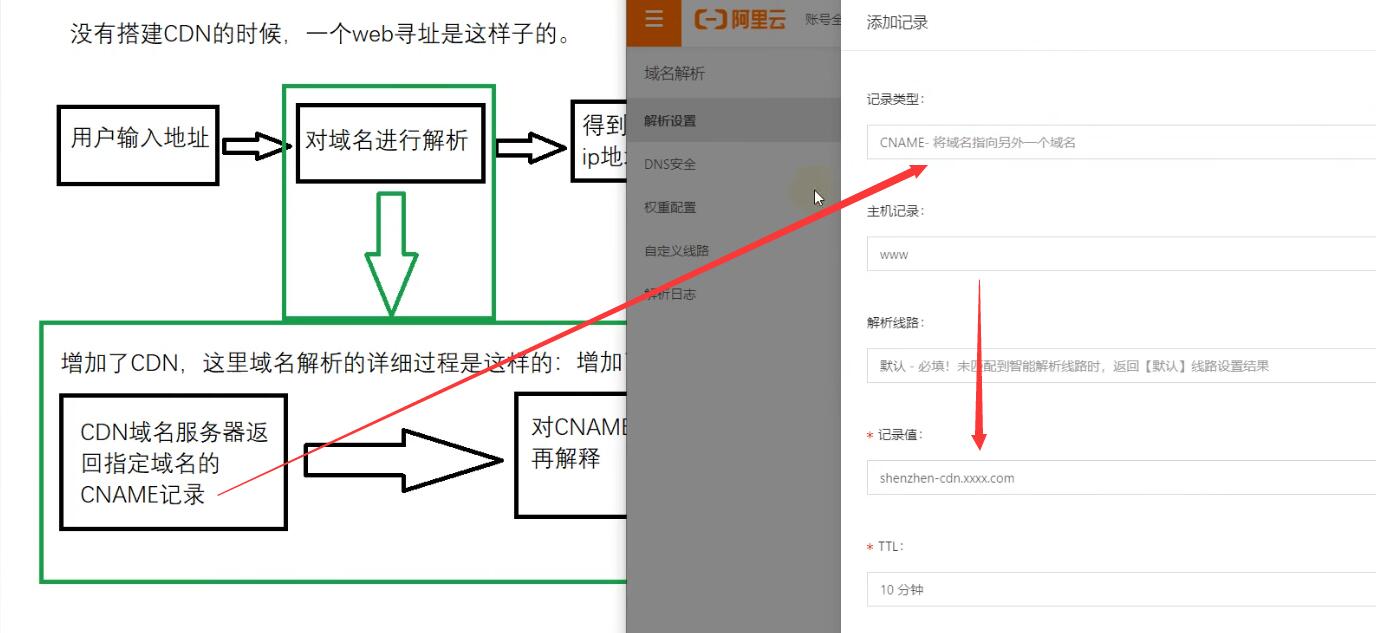 没有搭建CDN的时候，一个web寻址是这样子的。
用户输入地址
对域名进行解析
得到
ip地
增加了CDN，这里域名解析的详细过程是这样的：增加
CDN域名服务器返
回指定域名的
CNAME记录
对CNAME
再解释
阿里云
账号全
域名解析
解析设置
DNS安全
权重配置
自定义线路
解析日志
添加记录
记录类型：
CNAME- 将域名指向另外一个域名
主机记录：
www
解析线路：
默认 - 必填！未匹配到智能解析线路时，返回【默认】线路设置结果
* 记录值：
shenzhen-cdn.xxxx.com
* TTL：
10 分钟